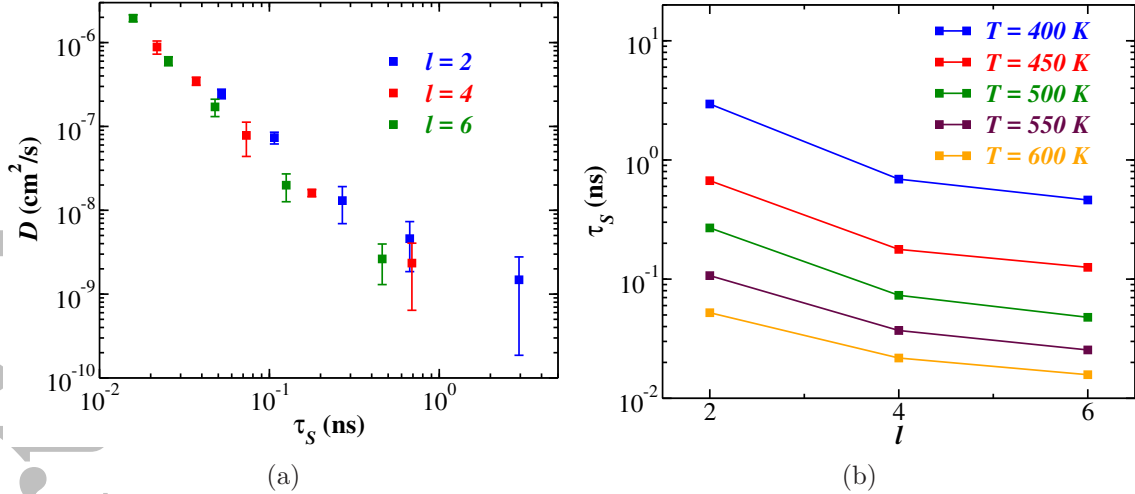 10^-6
10^-7
10^-8
10^-9
10^-10
D (cm^2/s)
l = 2
l = 4
l = 6
10^-2
10^-1
10^0
τ_S (ns)
(a)
10^1
10^0
10^-1
10^-2
τ_S (ns)
T = 400 K
T = 450 K
T = 500 K
T = 550 K
T = 600 K
2
4
6
l
(b)